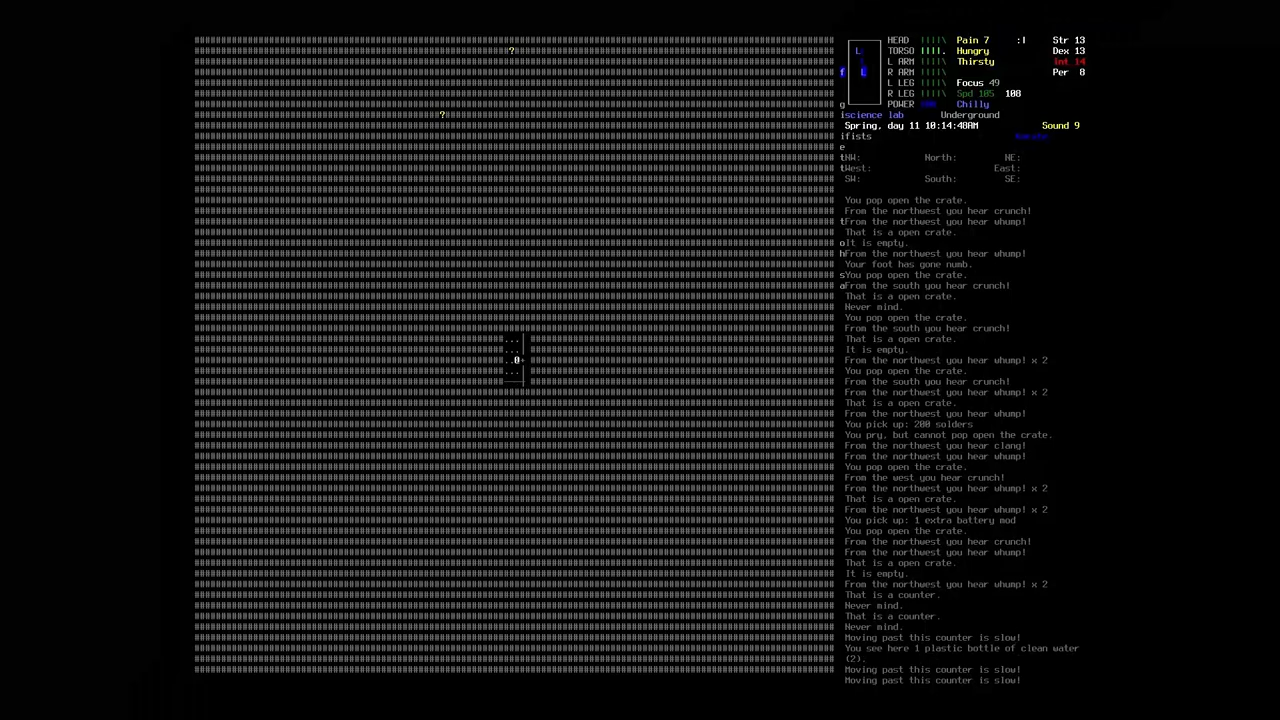 HEAD ||||\ Pain 7 :| Str 13
TORSO ||||. Hungry Dex 13
L ARM ||||\ Thirsty Int 14
R ARM ||||\ Per 8
L LEG ||||\ Focus 49
R LEG ||||\ Spd 105 108
POWER Chilly
science lab Underground
Spring, day 11 10:14:48AM Sound 9
fists
NW: North: NE:
West: East:
SW: South: SE:
You pop open the crate.
From the northwest you hear crunch!
From the northwest you hear whump!
That is a open crate.
It is empty.
From the northwest you hear whump!
Your foot has gone numb.
You pop open the crate.
From the south you hear crunch!
That is a open crate.
Never mind.
You pop open the crate.
From the south you hear crunch!
That is a open crate.
It is empty.
From the northwest you hear whump! x 2
You pop open the crate.
From the south you hear crunch!
From the northwest you hear whump! x 2
That is a open crate.
From the northwest you hear whump!
You pick up: 200 solders
You pry, but cannot pop open the crate.
From the northwest you hear clang!
From the northwest you hear whump!
You pop open the crate.
From the west you hear crunch!
From the northwest you hear whump! x 2
That is a open crate.
From the northwest you hear whump! x 2
You pick up: 1 extra battery mod
You pop open the crate.
From the northwest you hear crunch!
From the northwest you hear whump!
That is a open crate.
It is empty.
From the northwest you hear whump! x 2
That is a counter.
Never mind.
That is a counter.
Never mind.
Moving past this counter is slow!
You see here 1 plastic bottle of clean water
(2).
Moving past this counter is slow!
Moving past this counter is slow!